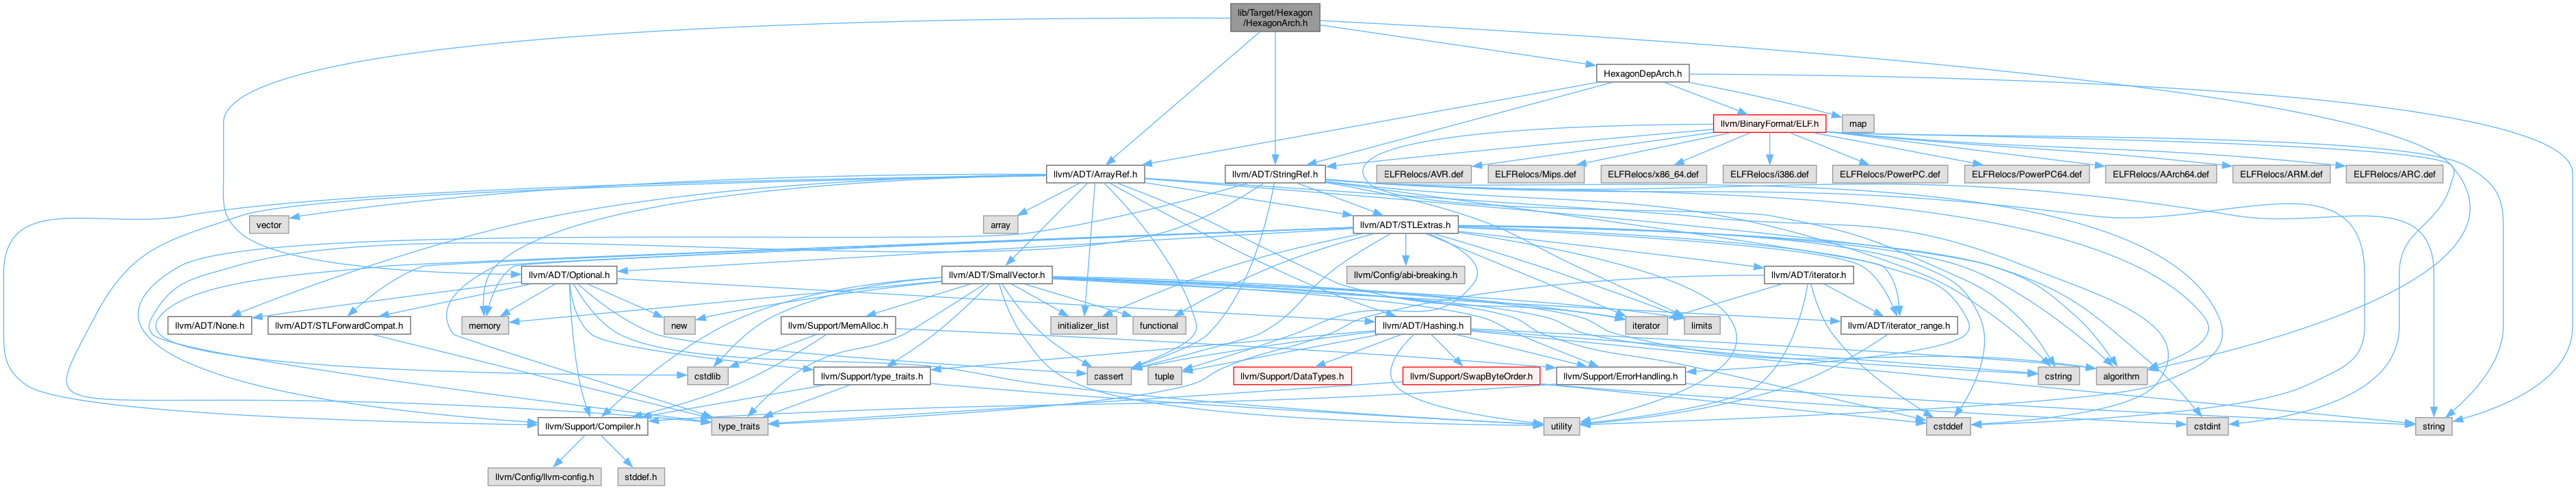 lib/Target/Hexagon
/HexagonArch.h
HexagonDepArch.h
llvm/BinaryFormat/ELF.h
map
llvm/ADT/ArrayRef.h
llvm/ADT/StringRef.h
ELFRelocs/AVR.def
ELFRelocs/Mips.def
ELFRelocs/x86_64.def
ELFRelocs/i386.def
ELFRelocs/PowerPC.def
ELFRelocs/PowerPC64.def
ELFRelocs/AArch64.def
ELFRelocs/ARM.def
ELFRelocs/ARC.def
vector
array
llvm/ADT/STLExtras.h
llvm/ADT/Optional.h
llvm/ADT/SmallVector.h
llvm/Config/abi-breaking.h
llvm/ADT/iterator.h
llvm/ADT/None.h
llvm/ADT/STLForwardCompat.h
memory
new
llvm/Support/MemAlloc.h
initializer_list
functional
llvm/ADT/Hashing.h
iterator
limits
llvm/ADT/iterator_range.h
cstdlib
llvm/Support/type_traits.h
cassert
tuple
llvm/Support/DataTypes.h
llvm/Support/SwapByteOrder.h
llvm/Support/ErrorHandling.h
cstring
algorithm
llvm/Support/Compiler.h
type_traits
utility
cstddef
cstdint
string
llvm/Config/llvm-config.h
stddef.h